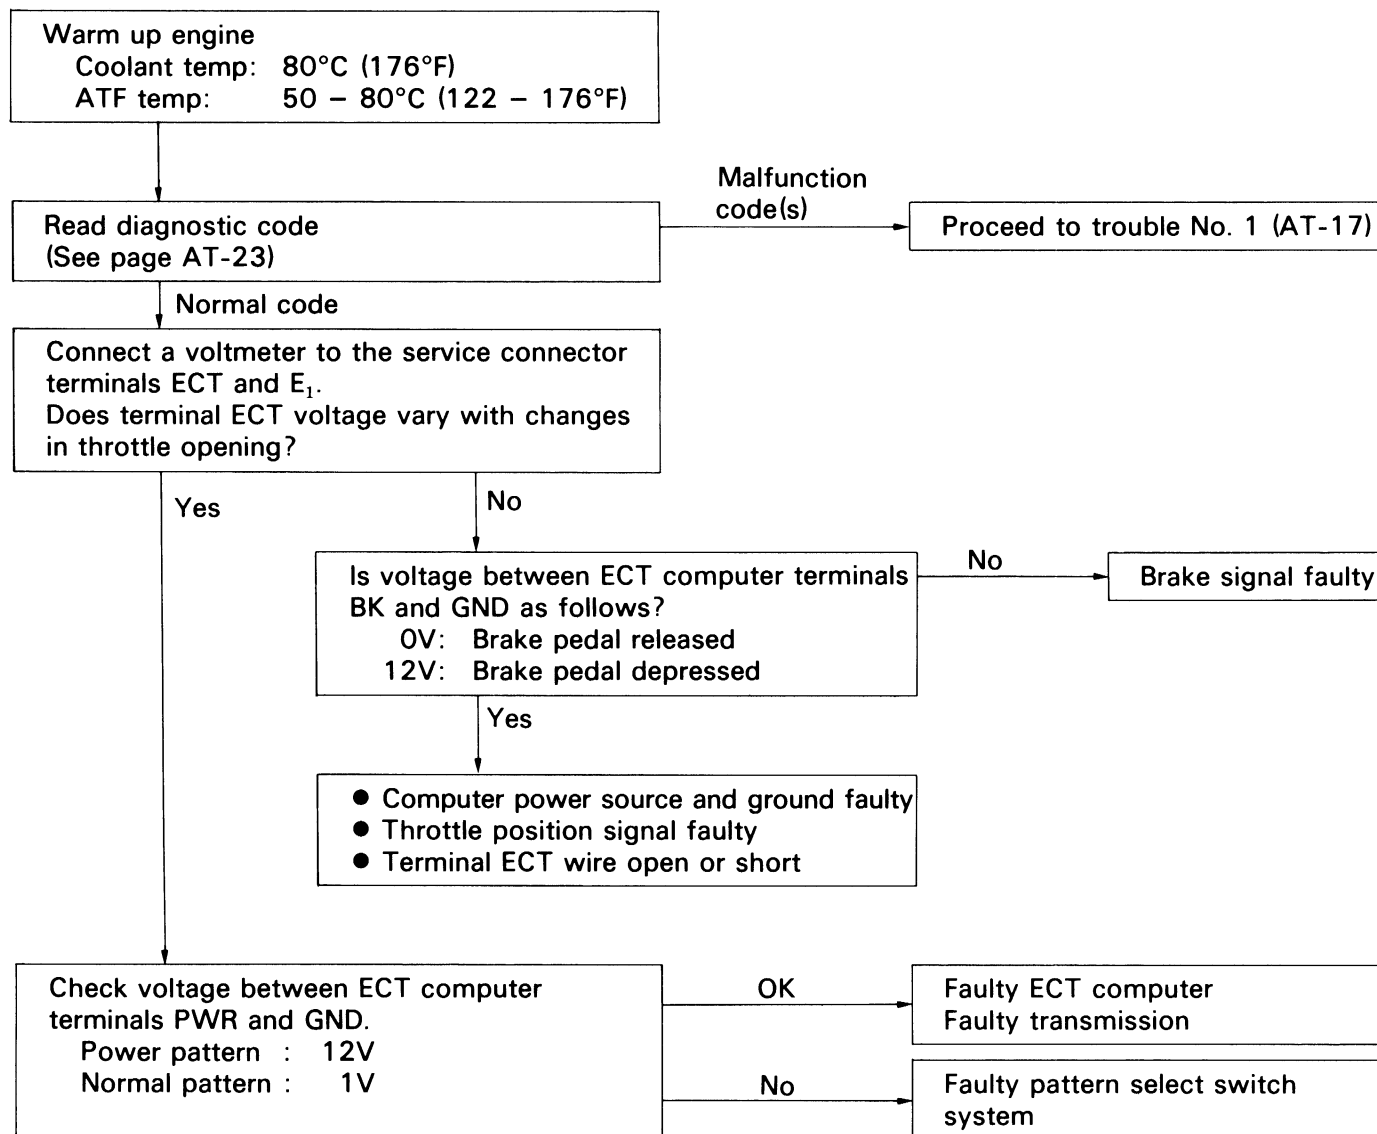 Warm up engine
Coolant temp: 80°C (176°F)
ATF temp: 50 – 80°C (122 – 176°F)
Read diagnostic code
(See page AT-23)
Malfunction
code(s)
Proceed to trouble No. 1 (AT-17)
Normal code
Connect a voltmeter to the service connector
terminals ECT and E₁.
Does terminal ECT voltage vary with changes
in throttle opening?
Yes
No
Is voltage between ECT computer terminals
BK and GND as follows?
0V: Brake pedal released
12V: Brake pedal depressed
No
Brake signal faulty
Yes
● Computer power source and ground faulty
● Throttle position signal faulty
● Terminal ECT wire open or short
Check voltage between ECT computer
terminals PWR and GND.
Power pattern : 12V
Normal pattern : 1V
OK
Faulty ECT computer
Faulty transmission
No
Faulty pattern select switch
system